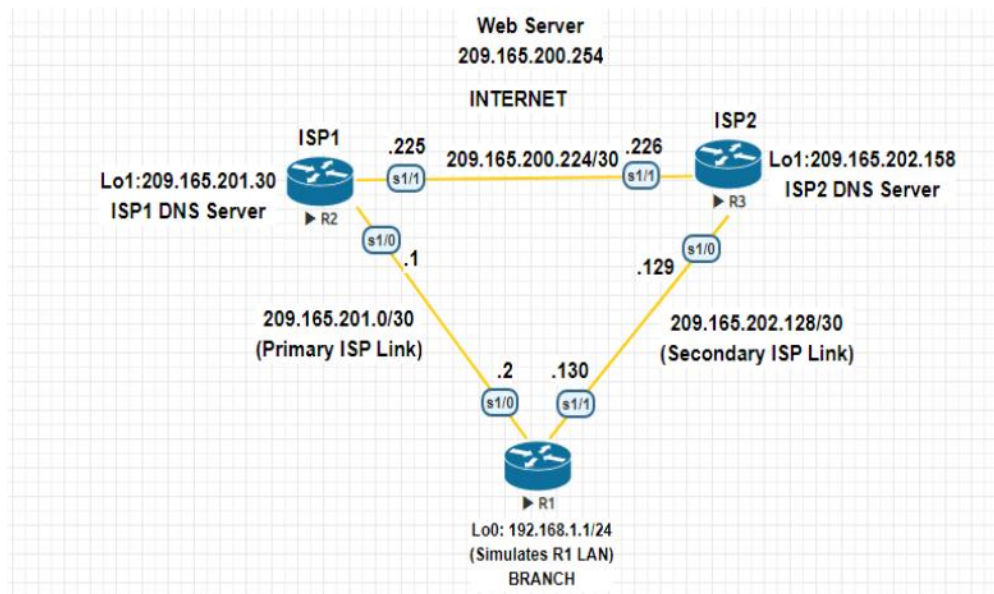 Web Server
209.165.200.254
INTERNET
ISP1
ISP2
.225
209.165.200.224/30
.226
s1/1
s1/1
Lo1:209.165.201.30
ISP1 DNS Server
R2
Lo1:209.165.202.158
ISP2 DNS Server
R3
s1/0
.1
s1/0
.129
209.165.201.0/30
(Primary ISP Link)
209.165.202.128/30
(Secondary ISP Link)
.2
.130
s1/0
s1/1
R1
Lo0: 192.168.1.1/24
(Simulates R1 LAN)
BRANCH